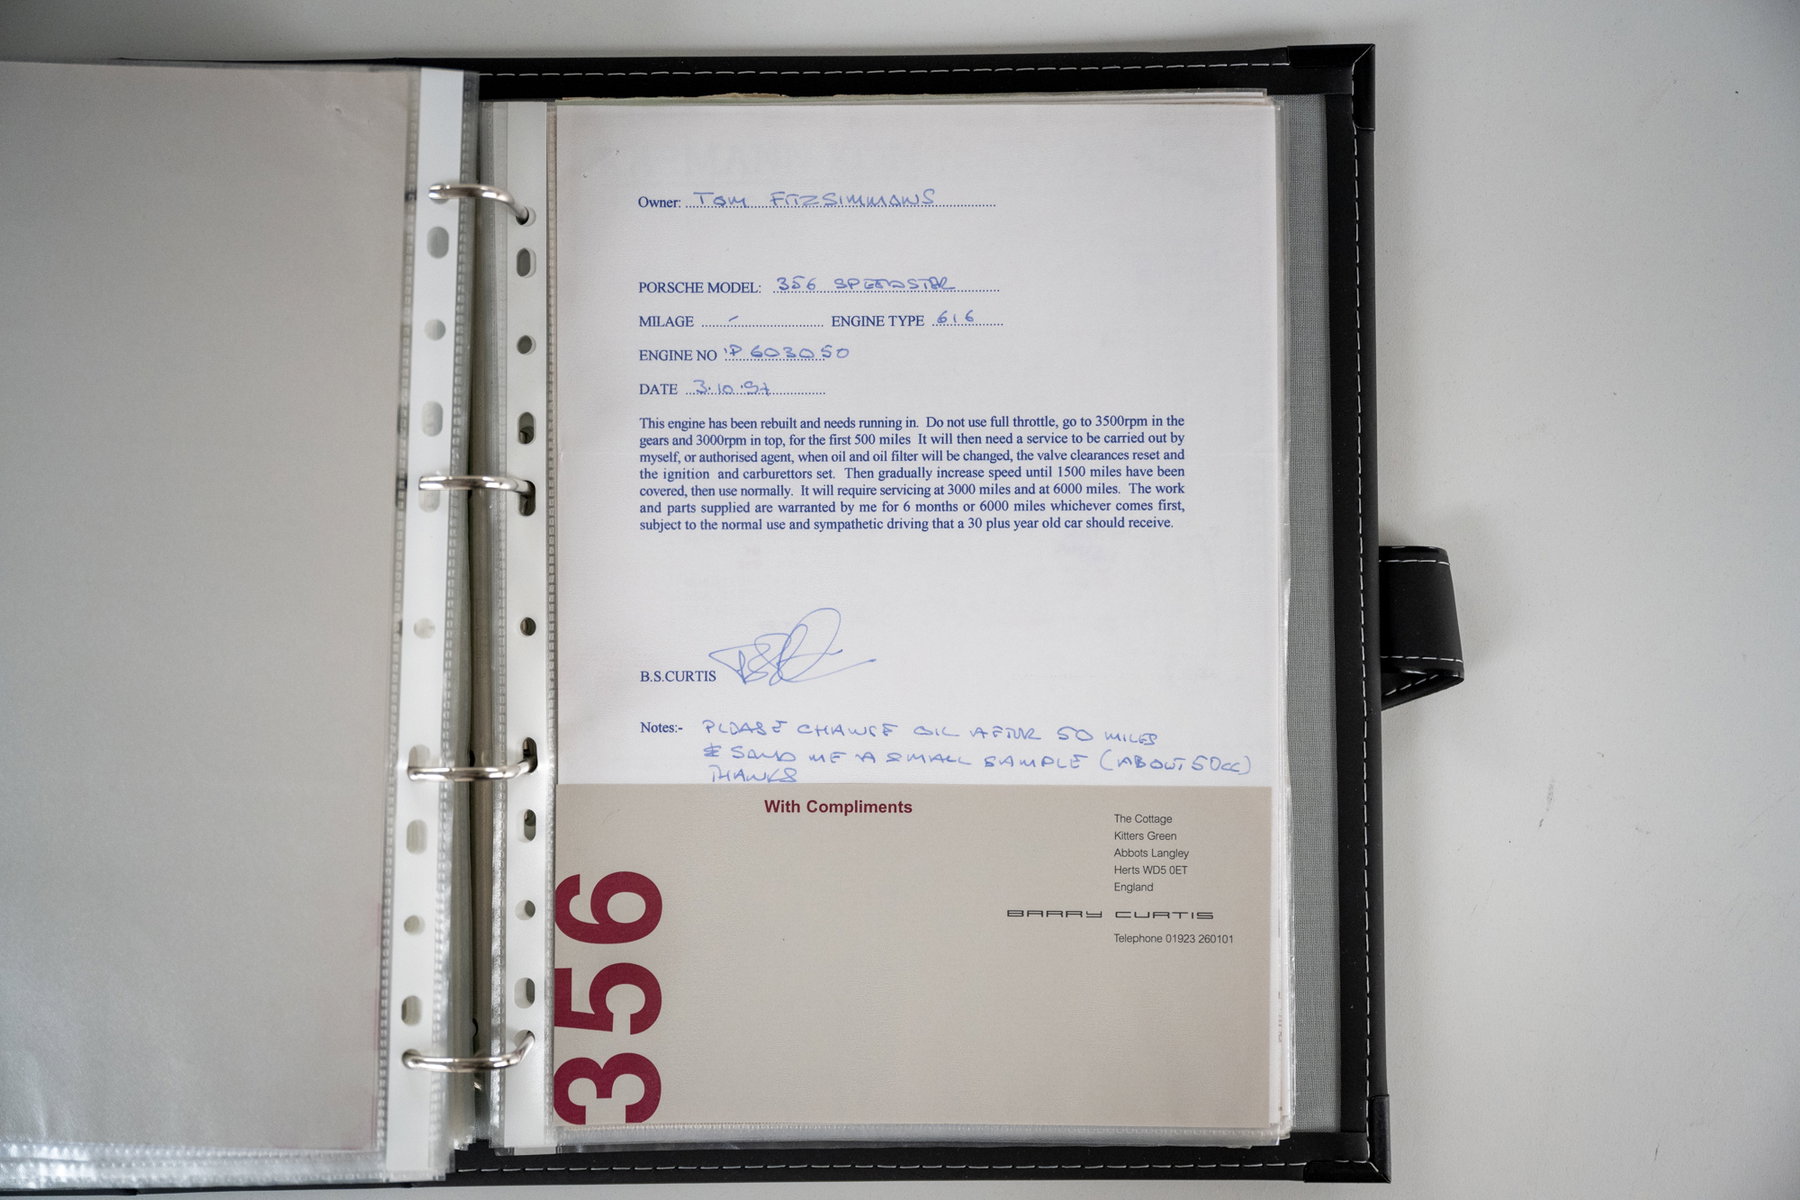 Owner: TOM FITZSIMMONS
PORSCHE MODEL: 356 SPEEDSTER
MILAGE - ENGINE TYPE 616
ENGINE NO P 603050
DATE 3.10.97
This engine has been rebuilt and needs running in. Do not use full throttle, go to 3500rpm in the
gears and 3000rpm in top, for the first 500 miles It will then need a service to be carried out by
myself, or authorised agent, when oil and oil filter will be changed, the valve clearances reset and
the ignition and carburettors set. Then gradually increase speed until 1500 miles have been
covered, then use normally. It will require servicing at 3000 miles and at 6000 miles. The work
and parts supplied are warranted by me for 6 months or 6000 miles whichever comes first,
subject to the normal use and sympathetic driving that a 30 plus year old car should receive.
B.S.CURTIS
Notes:- PLEASE CHANGE OIL AFTER 50 MILES
& SEND ME A SMALL SAMPLE (ABOUT 50cc)
THANKS
With Compliments
The Cottage
Kitters Green
Abbots Langley
Herts WD5 0ET
England
BARRY CURTIS
Telephone 01923 260101
356